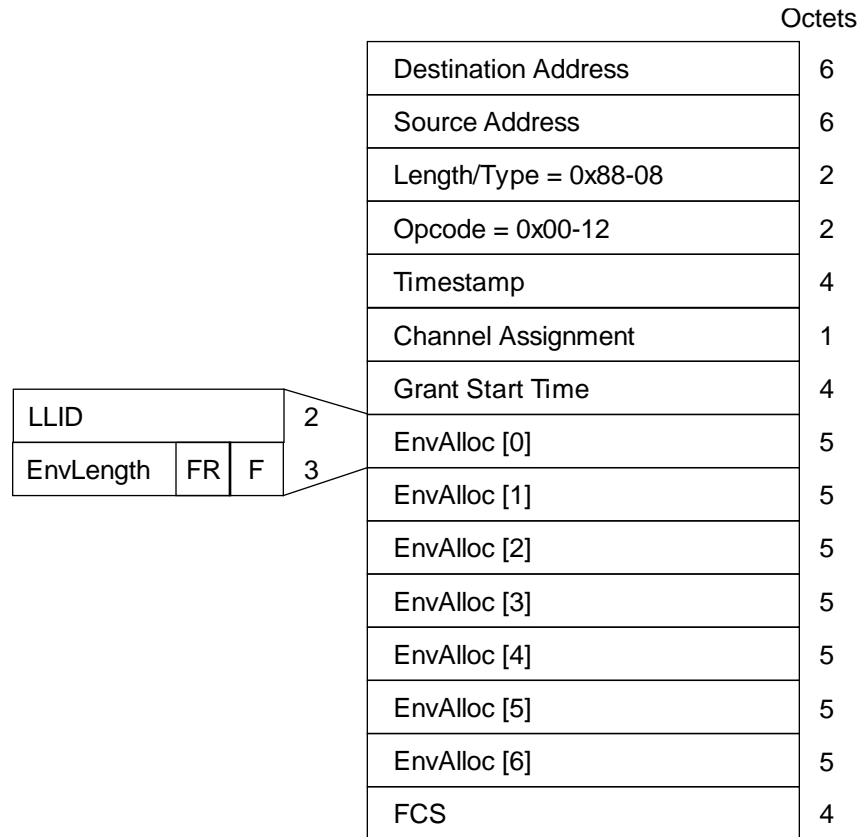 Octets
Destination Address 6
Source Address 6
Length/Type = 0x88-08 2
Opcode = 0x00-12 2
Timestamp 4
Channel Assignment 1
Grant Start Time 4
LLID 2
EnvAlloc [0] 5
EnvLength FR F 3
EnvAlloc [1] 5
EnvAlloc [2] 5
EnvAlloc [3] 5
EnvAlloc [4] 5
EnvAlloc [5] 5
EnvAlloc [6] 5
FCS 4